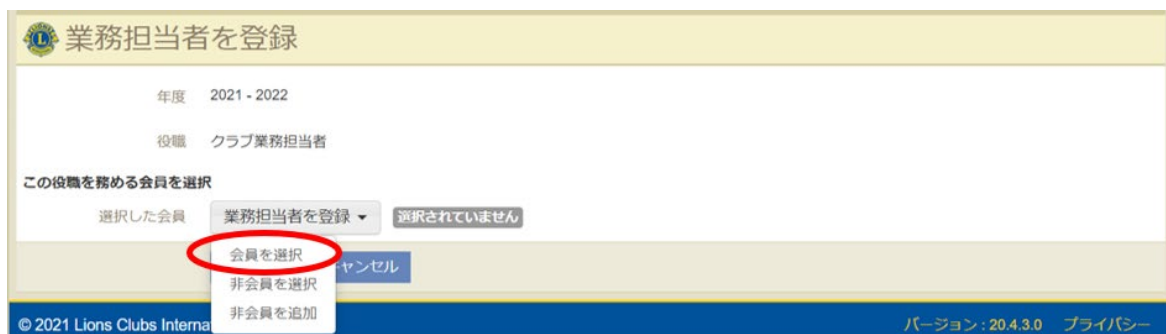 業務担当者を登録
年度 2021 - 2022
役職 クラブ業務担当者
この役職を務める会員を選択
選択した会員 業務担当者を登録 選択されていません
会員を選択
キャンセル
非会員を選択
非会員を追加
© 2021 Lions Clubs Interna
バージョン : 20.4.3.0 プライバシー